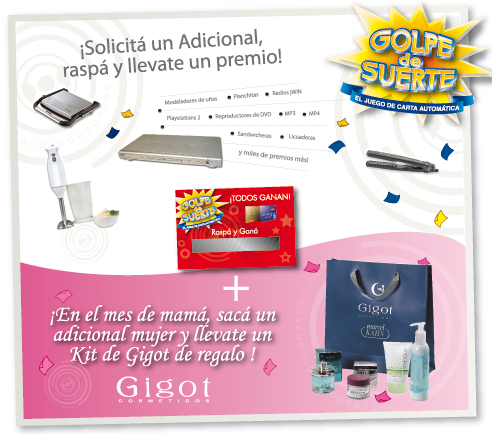 ¡Solicitá un Adicional,
raspá y llevate un premio!
GOLPE
de
SUERTE
EL JUEGO DE CARTA AUTOMÁTICA
Modeladores de uñas • Planchitas • Radios JWIN
• Playstations 2 • Reproductores de DVD • MP3 • MP4
• Sandwicheras • Licuadoras
y miles de premios más!
GOLPE
de
SUERTE
¡TODOS GANAN!
Raspá y Ganá
+
¡En el mes de mamá, sacá un
adicional mujer y llevate un
Kit de Gigot de regalo !
Gigot
COSMETICOS
G
Gigot
COSMETICOS
marcel
KAHN